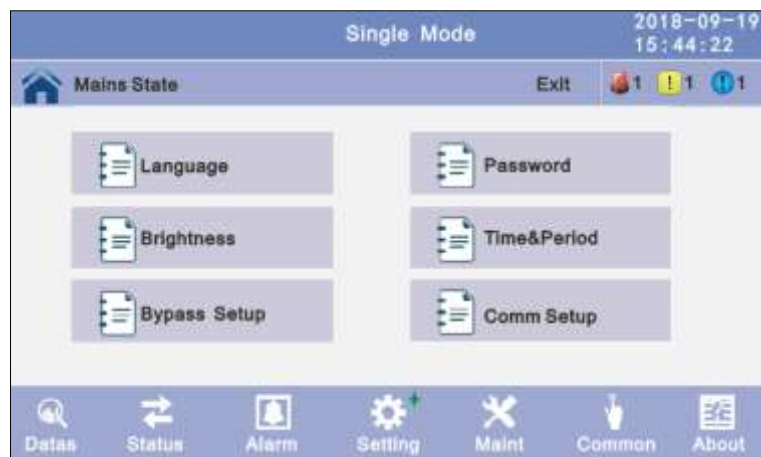 Single Mode
2018-09-19
15:44:22
Mains State
Exit
1
! 1
! 1
Language
Password
Brightness
Time&Period
Bypass Setup
Comm Setup
Datas
Status
Alarm
Setting
Maint
Common
About